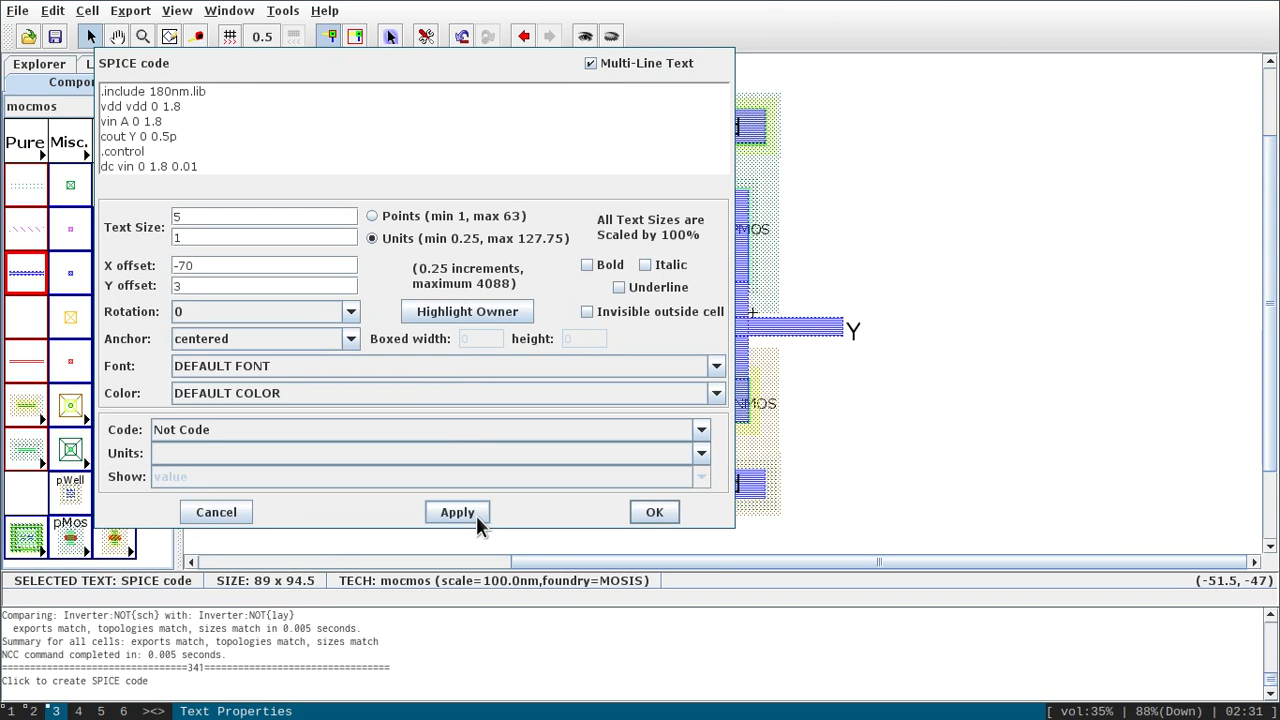 File Edit Cell Export View Window Tools Help
0.5
Explorer L
Compo
mocmos
Pure Misc.
pWell
pMos
SPICE code
Multi-Line Text
.include 180nm.lib
vdd vdd 0 1.8
vin A 0 1.8
cout Y 0 0.5p
.control
dc vin 0 1.8 0.01
Text Size: 5
1
Points (min 1, max 63)
Units (min 0.25, max 127.75)
All Text Sizes are
Scaled by 100%
X offset: -70
Y offset: 3
(0.25 increments,
maximum 4088)
Bold Italic
Underline
Rotation: 0
Highlight Owner
Invisible outside cell
Anchor: centered
Boxed width: 0 height: 0
Font: DEFAULT FONT
Color: DEFAULT COLOR
Code: Not Code
Units:
Show: value
Cancel Apply OK
MOS
Y
NMOS
SELECTED TEXT: SPICE code SIZE: 89 x 94.5 TECH: mocmos (scale=100.0nm,foundry=MOSIS) (-51.5, -47)
Comparing: Inverter:NOT{sch} with: Inverter:NOT{lay}
exports match, topologies match, sizes match in 0.005 seconds.
Summary for all cells: exports match, topologies match, sizes match
NCC command completed in: 0.005 seconds.
================================341================================
Click to create SPICE code
1 2 3 4 5 6 ><> Text Properties [ vol:35% | 88%(Down) | 02:31 ]